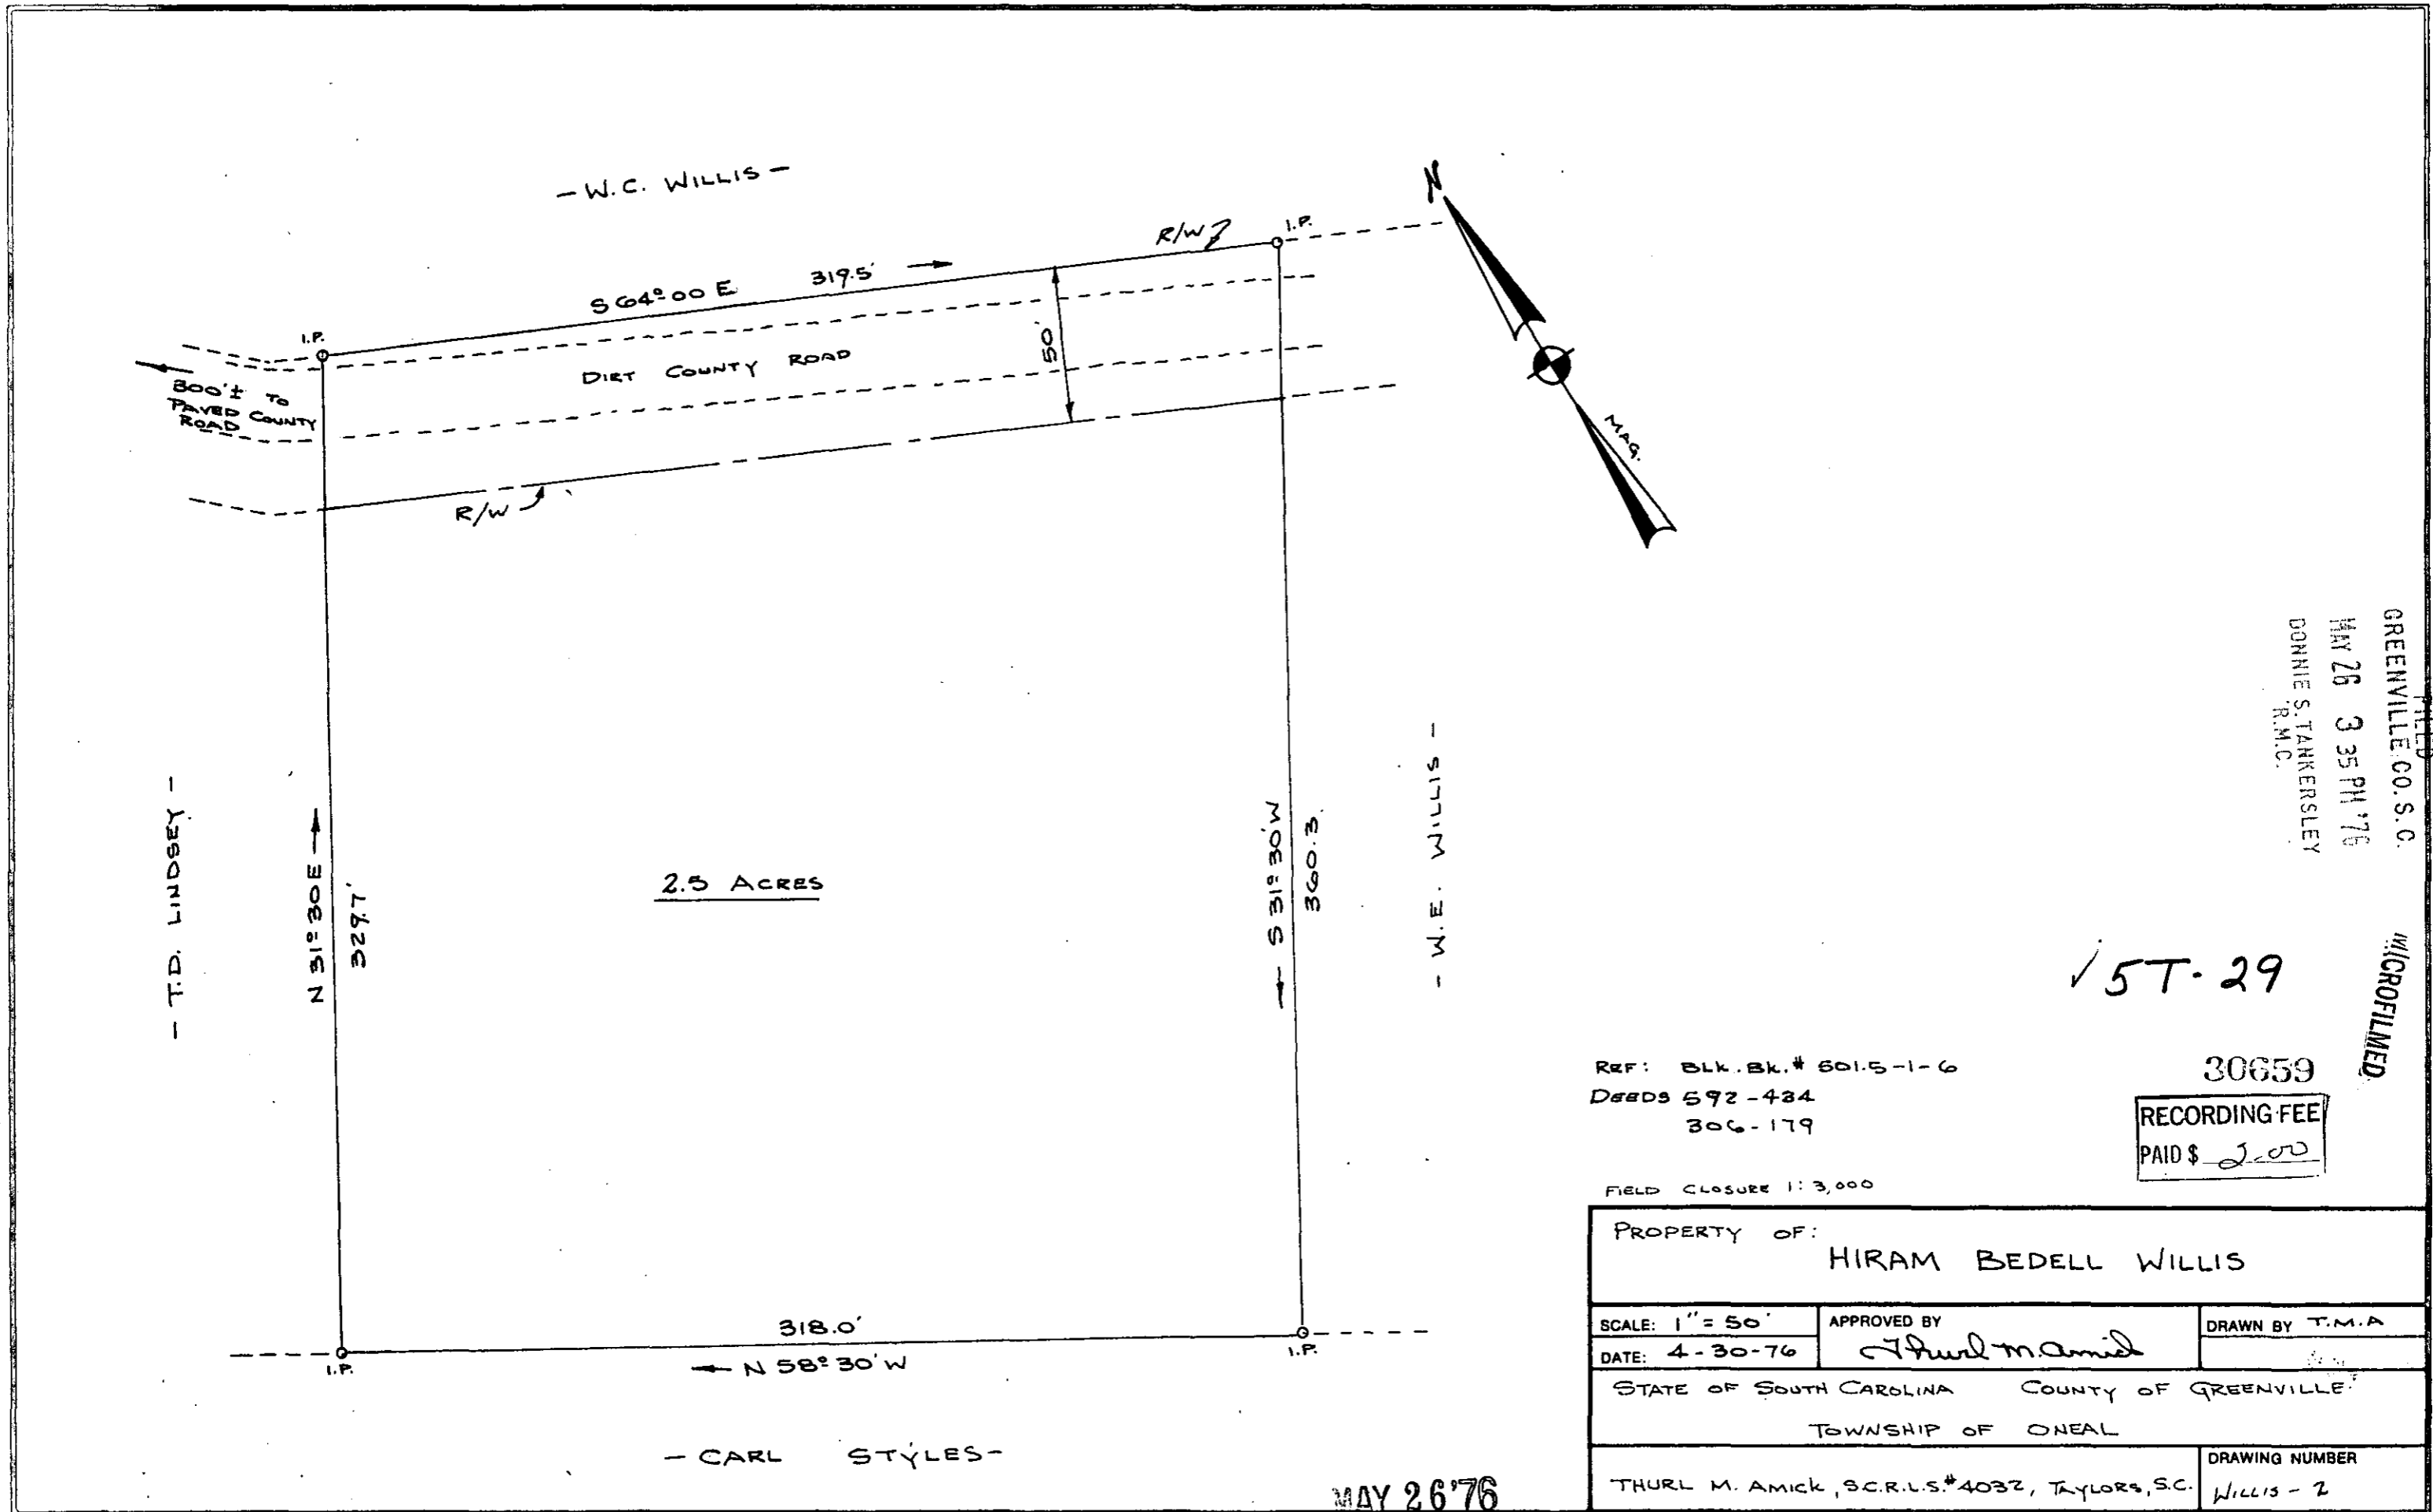 - W.C. WILLIS -
N
R/W
I.P.
S 64°00 E 319.5' →
50'
I.P.
DIRT COUNTY ROAD
300'± TO
PAVED COUNTY
ROAD
MAG.
R/W
- T.D. LINDSEY -
N 31°30 E →
329.7'
2.5 ACRES
← S 31°30' W
360.3
- W.E. WILLIS -
FILED
GREENVILLE CO. S. C.
MAY 26 3 35 PM '76
DONNIE S. TANKERSLEY
R.M.C.
✓ 5T-29
MICROFILMED
REF: BLK. BK. # 501.5-1-6
DEEDS 592-434
306-179
30659
RECORDING FEE
PAID $ 2.00
FIELD CLOSURE 1:3,000
318.0'
← N 58°30' W
I.P.
I.P.
- CARL STYLES -
MAY 26 '76
PROPERTY OF:
HIRAM BEDELL WILLIS
SCALE: 1" = 50'
APPROVED BY
Thurl M. Amick
DRAWN BY T.M.A
DATE: 4-30-76
STATE OF SOUTH CAROLINA COUNTY OF GREENVILLE
TOWNSHIP OF ONEAL
THURL M. AMICK, S.C.R.L.S. #4032, TAYLORS, S.C.
DRAWING NUMBER
WILLIS - 2